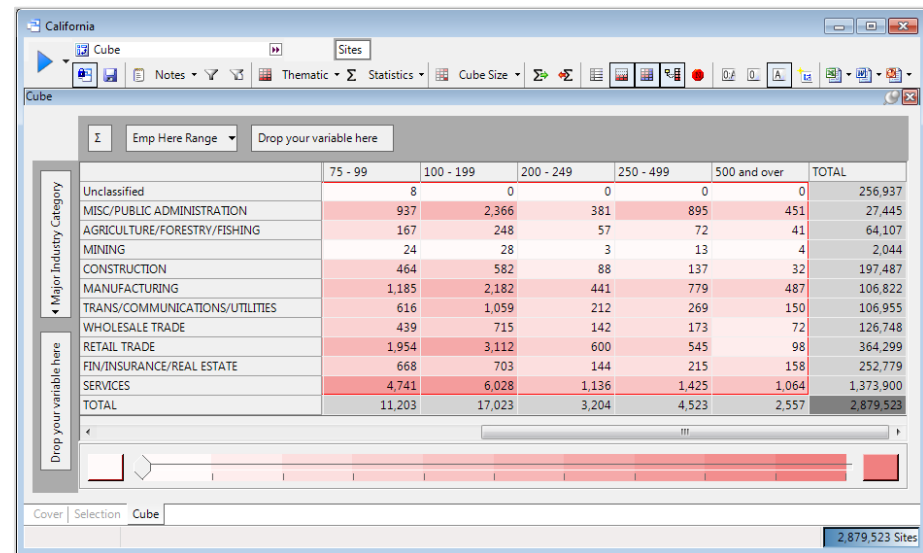 California
Cube
Sites
Notes Thematic Σ Statistics Cube Size
Cube
Σ Emp Here Range Drop your variable here
75 - 99 100 - 199 200 - 249 250 - 499 500 and over TOTAL
Unclassified 8 0 0 0 0 256,937
MISC/PUBLIC ADMINISTRATION 937 2,366 381 895 451 27,445
AGRICULTURE/FORESTRY/FISHING 167 248 57 72 41 64,107
MINING 24 28 3 13 4 2,044
CONSTRUCTION 464 582 88 137 32 197,487
MANUFACTURING 1,185 2,182 441 779 487 106,822
TRANS/COMMUNICATIONS/UTILITIES 616 1,059 212 269 150 106,955
WHOLESALE TRADE 439 715 142 173 72 126,748
RETAIL TRADE 1,954 3,112 600 545 98 364,299
FIN/INSURANCE/REAL ESTATE 668 703 144 215 158 252,779
SERVICES 4,741 6,028 1,136 1,425 1,064 1,373,900
TOTAL 11,203 17,023 3,204 4,523 2,557 2,879,523
Major Industry Category
Drop your variable here
Cover Selection Cube
2,879,523 Sites